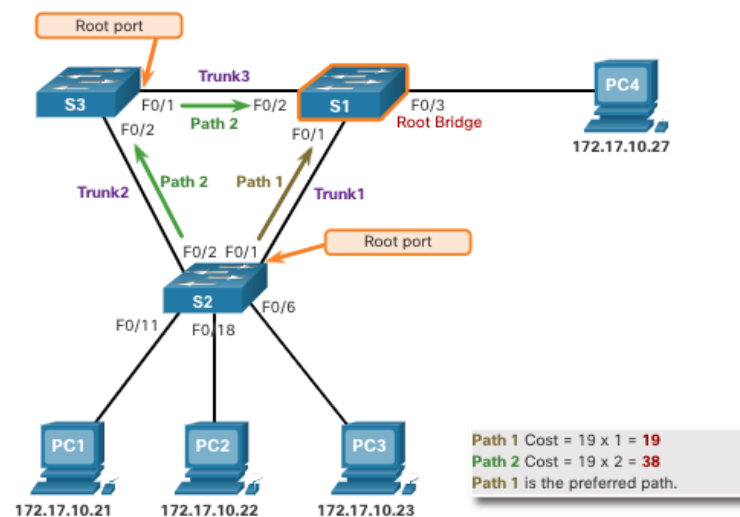 Root port
Trunk3
S3
F0/1
F0/2
S1
F0/3
Path 2
Root Bridge
PC4
172.17.10.27
F0/2
F0/1
Trunk2
Path 2
Path 1
Trunk1
F0/2 F0/1
Root port
S2
F0/6
F0/11
F0/18
PC1
PC2
PC3
172.17.10.21
172.17.10.22
172.17.10.23
Path 1 Cost = 19 x 1 = 19
Path 2 Cost = 19 x 2 = 38
Path 1 is the preferred path.